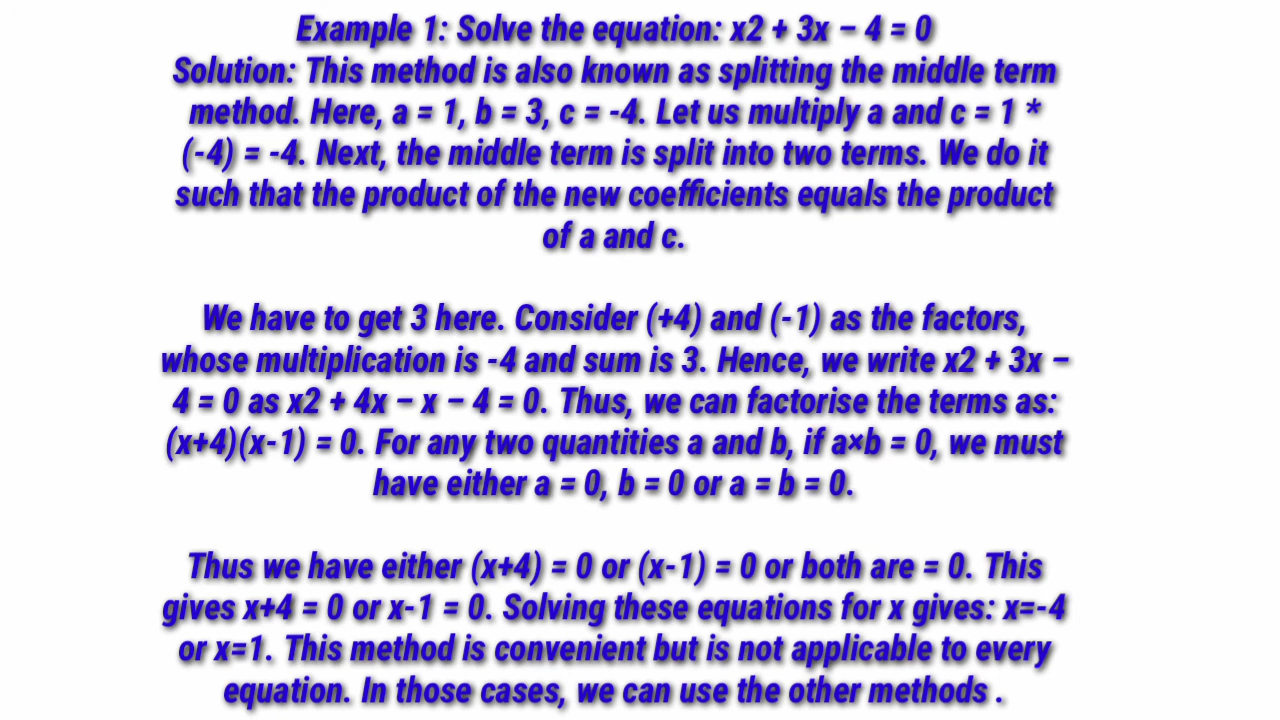 Example 1: Solve the equation: x2 + 3x – 4 = 0
Solution: This method is also known as splitting the middle term
method. Here, a = 1, b = 3, c = -4. Let us multiply a and c = 1 *
(-4) = -4. Next, the middle term is split into two terms. We do it
such that the product of the new coefficients equals the product
of a and c.
We have to get 3 here. Consider (+4) and (-1) as the factors,
whose multiplication is -4 and sum is 3. Hence, we write x2 + 3x –
4 = 0 as x2 + 4x – x – 4 = 0. Thus, we can factorise the terms as:
(x+4)(x-1) = 0. For any two quantities a and b, if a×b = 0, we must
have either a = 0, b = 0 or a = b = 0.
Thus we have either (x+4) = 0 or (x-1) = 0 or both are = 0. This
gives x+4 = 0 or x-1 = 0. Solving these equations for x gives: x=-4
or x=1. This method is convenient but is not applicable to every
equation. In those cases, we can use the other methods .